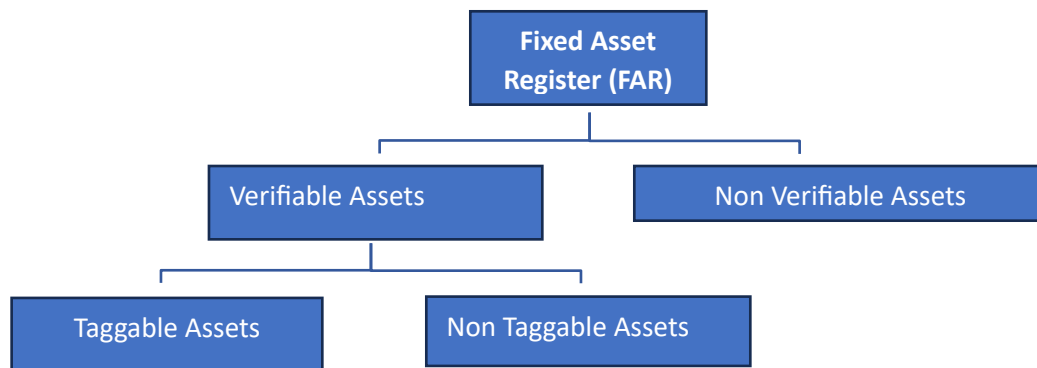 Fixed Asset
Register (FAR)
Verifiable Assets
Non Verifiable Assets
Taggable Assets
Non Taggable Assets